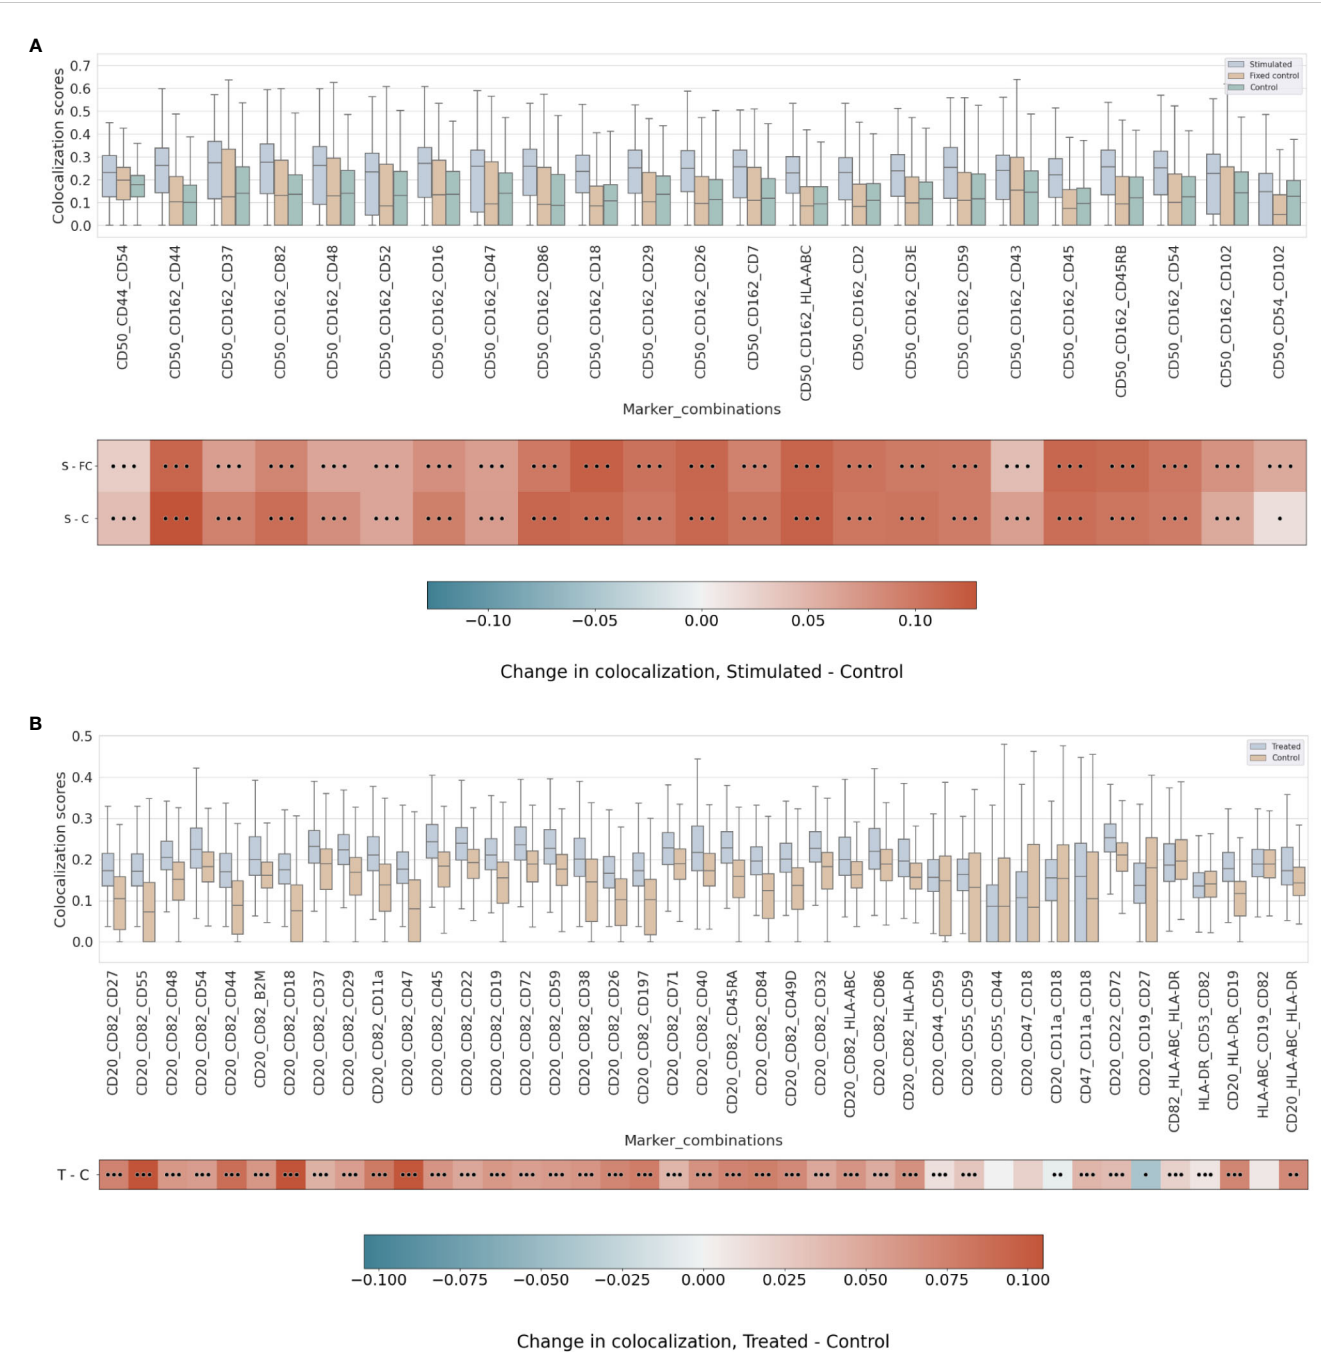 A
Colocalization scores
0.7
0.6
0.5
0.4
0.3
0.2
0.1
0.0
Stimulated
Fixed control
Control
CD50_CD44_CD54
CD50_CD162_CD44
CD50_CD162_CD37
CD50_CD162_CD82
CD50_CD162_CD48
CD50_CD162_CD52
CD50_CD162_CD16
CD50_CD162_CD47
CD50_CD162_CD86
CD50_CD162_CD18
CD50_CD162_CD29
CD50_CD162_CD26
CD50_CD162_CD7
CD50_CD162_HLA-ABC
CD50_CD162_CD2
CD50_CD162_CD3E
CD50_CD162_CD59
CD50_CD162_CD43
CD50_CD162_CD45
CD50_CD162_CD45RB
CD50_CD162_CD54
CD50_CD162_CD102
CD50_CD54_CD102
Marker_combinations
S - FC
S - C
−0.10 −0.05 0.00 0.05 0.10
Change in colocalization, Stimulated - Control
B
Colocalization scores
0.5
0.4
0.3
0.2
0.1
0.0
Treated
Control
CD20_CD82_CD27
CD20_CD82_CD55
CD20_CD82_CD48
CD20_CD82_CD54
CD20_CD82_CD44
CD20_CD82_B2M
CD20_CD82_CD18
CD20_CD82_CD37
CD20_CD82_CD29
CD20_CD82_CD11a
CD20_CD82_CD47
CD20_CD82_CD45
CD20_CD82_CD22
CD20_CD82_CD19
CD20_CD82_CD72
CD20_CD82_CD59
CD20_CD82_CD38
CD20_CD82_CD26
CD20_CD82_CD197
CD20_CD82_CD71
CD20_CD82_CD40
CD20_CD82_CD45RA
CD20_CD82_CD84
CD20_CD82_CD49D
CD20_CD82_CD32
CD20_CD82_HLA-ABC
CD20_CD82_CD86
CD20_CD82_HLA-DR
CD20_CD44_CD59
CD20_CD55_CD59
CD20_CD55_CD44
CD20_CD47_CD18
CD20_CD11a_CD18
CD47_CD11a_CD18
CD20_CD22_CD72
CD20_CD19_CD27
CD82_HLA-ABC_HLA-DR
HLA-DR_CD53_CD82
CD20_HLA-DR_CD19
HLA-ABC_CD19_CD82
CD20_HLA-ABC_HLA-DR
Marker_combinations
T - C
−0.100 −0.075 −0.050 −0.025 0.000 0.025 0.050 0.075 0.100
Change in colocalization, Treated - Control